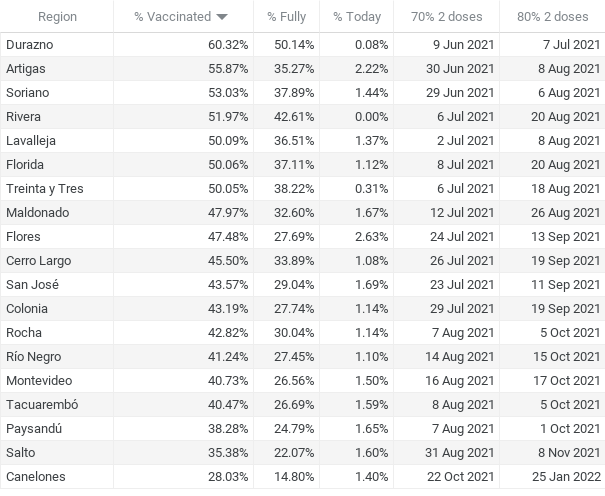 Region % Vaccinated % Fully % Today 70% 2 doses 80% 2 doses
Durazno 60.32% 50.14% 0.08% 9 Jun 2021 7 Jul 2021
Artigas 55.87% 35.27% 2.22% 30 Jun 2021 8 Aug 2021
Soriano 53.03% 37.89% 1.44% 29 Jun 2021 6 Aug 2021
Rivera 51.97% 42.61% 0.00% 6 Jul 2021 20 Aug 2021
Lavalleja 50.09% 36.51% 1.37% 2 Jul 2021 8 Aug 2021
Florida 50.06% 37.11% 1.12% 8 Jul 2021 20 Aug 2021
Treinta y Tres 50.05% 38.22% 0.31% 6 Jul 2021 18 Aug 2021
Maldonado 47.97% 32.60% 1.67% 12 Jul 2021 26 Aug 2021
Flores 47.48% 27.69% 2.63% 24 Jul 2021 13 Sep 2021
Cerro Largo 45.50% 33.89% 1.08% 26 Jul 2021 19 Sep 2021
San José 43.57% 29.04% 1.69% 23 Jul 2021 11 Sep 2021
Colonia 43.19% 27.74% 1.14% 29 Jul 2021 19 Sep 2021
Rocha 42.82% 30.04% 1.14% 7 Aug 2021 5 Oct 2021
Río Negro 41.24% 27.45% 1.10% 14 Aug 2021 15 Oct 2021
Montevideo 40.73% 26.56% 1.50% 16 Aug 2021 17 Oct 2021
Tacuarembó 40.47% 26.69% 1.59% 8 Aug 2021 5 Oct 2021
Paysandú 38.28% 24.79% 1.65% 7 Aug 2021 1 Oct 2021
Salto 35.38% 22.07% 1.60% 31 Aug 2021 8 Nov 2021
Canelones 28.03% 14.80% 1.40% 22 Oct 2021 25 Jan 2022